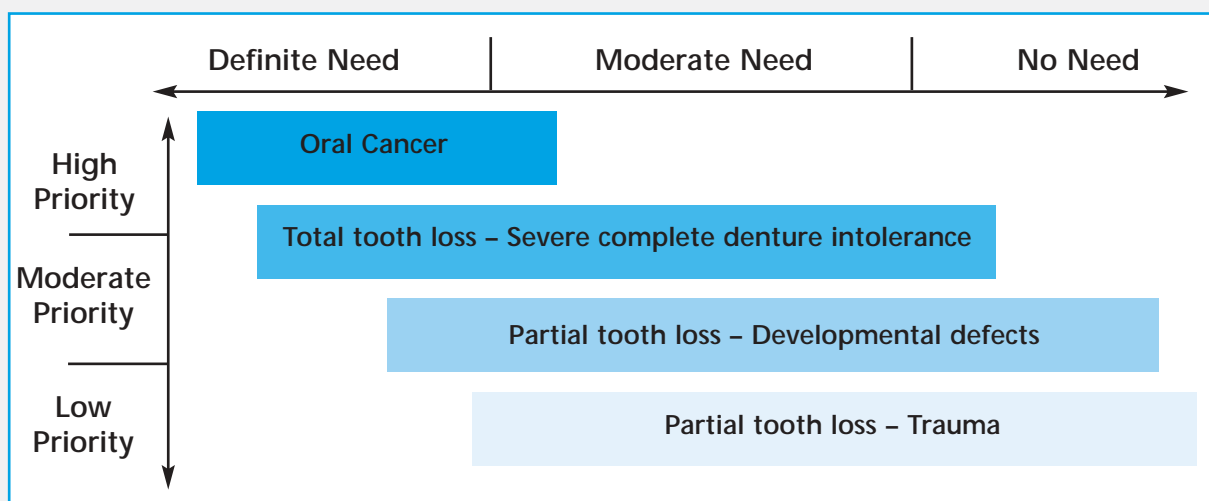 Definite Need
Moderate Need
No Need
High
Priority
Oral Cancer
Total tooth loss – Severe complete denture intolerance
Moderate
Priority
Partial tooth loss – Developmental defects
Low
Priority
Partial tooth loss – Trauma